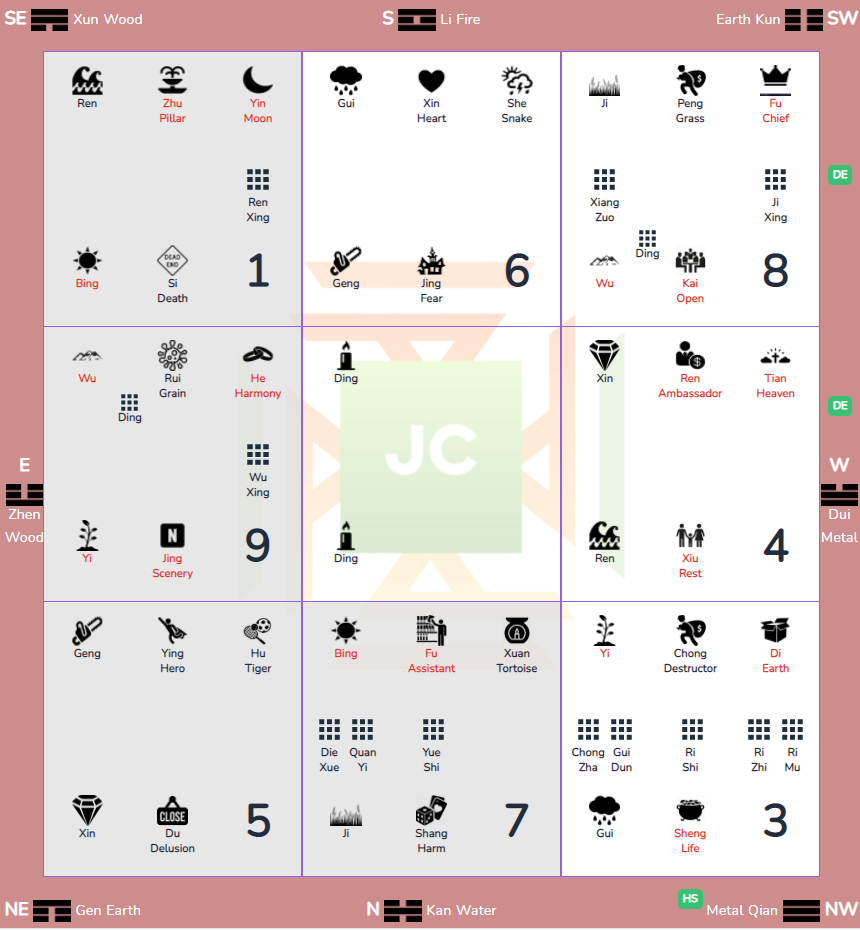 SE Xun Wood
S Li Fire
Earth Kun SW
Ren
Zhu
Pillar
Yin
Moon
Ren
Xing
Bing
DEAD
END
Si
Death
1
Gui
Xin
Heart
She
Snake
Geng
Jing
Fear
6
Ji
Peng
Grass
Fu
Chief
Xiang
Zuo
Ji
Xing
Ding
Wu
Kai
Open
8
DE
Wu
Rui
Grain
He
Harmony
Ding
Wu
Xing
Yi
N
Jing
Scenery
9
E
Zhen
Wood
Ding
JC
Ding
Xin
Ren
Ambassador
Tian
Heaven
Ren
Xiu
Rest
4
DE
W
Dui
Metal
Geng
Ying
Hero
Hu
Tiger
Xin
CLOSE
Du
Delusion
5
Bing
Fu
Assistant
Xuan
Tortoise
Die
Xue
Quan
Yi
Yue
Shi
Ji
Shang
Harm
7
Yi
Chong
Destructor
Di
Earth
Chong
Zha
Gui
Dun
Ri
Shi
Ri
Zhi
Ri
Mu
Gui
Sheng
Life
3
NE Gen Earth
N Kan Water
HS
Metal Qian NW